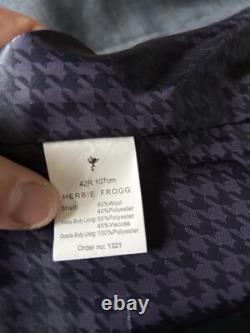 42R 107cm
HERBIE FROGG
Shell: 60%Wool
40%Polyester
Inside Body Lining: 55%Polyester
45%Viscose
Outside Body Lining: 100%Polyester
Order no: 1321